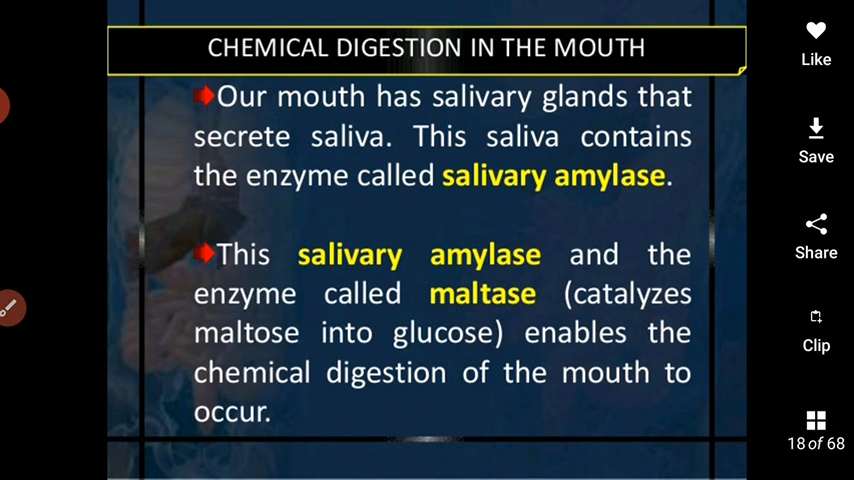 CHEMICAL DIGESTION IN THE MOUTH
Our mouth has salivary glands that
secrete saliva. This saliva contains
the enzyme called salivary amylase.
This salivary amylase and the
enzyme called maltase (catalyzes
maltose into glucose) enables the
chemical digestion of the mouth to
occur.
Like
Save
Share
Clip
18 of 68